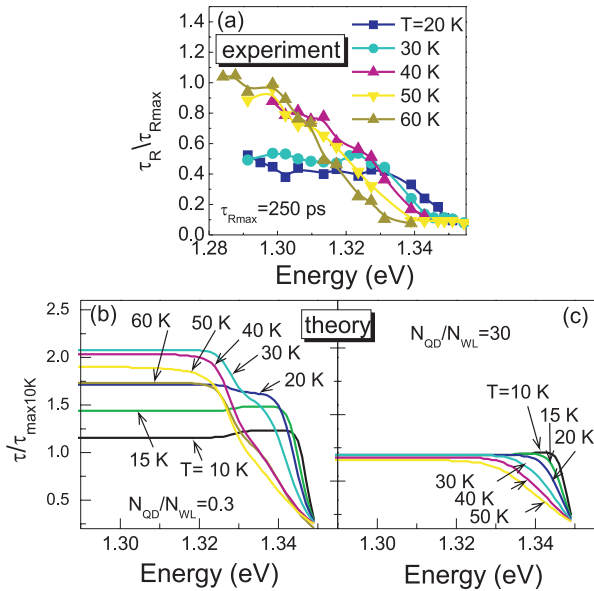 (a)
experiment
T=20 K
30 K
40 K
50 K
60 K
τR\τRmax
1.2
1.0
0.8
0.6
0.4
0.2
0.0
τRmax=250 ps
1.28 1.30 1.32 1.34
Energy (eV)
(b)
theory
(c)
τ/τmax10K
2.5
2.0
1.5
1.0
0.5
60 K
50 K
40 K
30 K
20 K
15 K
T= 10 K
NQD/NWL=0.3
NQD/NWL=30
T=10 K
15 K
20 K
30 K
40 K
50 K
1.30 1.32 1.34
1.30 1.32 1.34
Energy (eV)
Energy (eV)